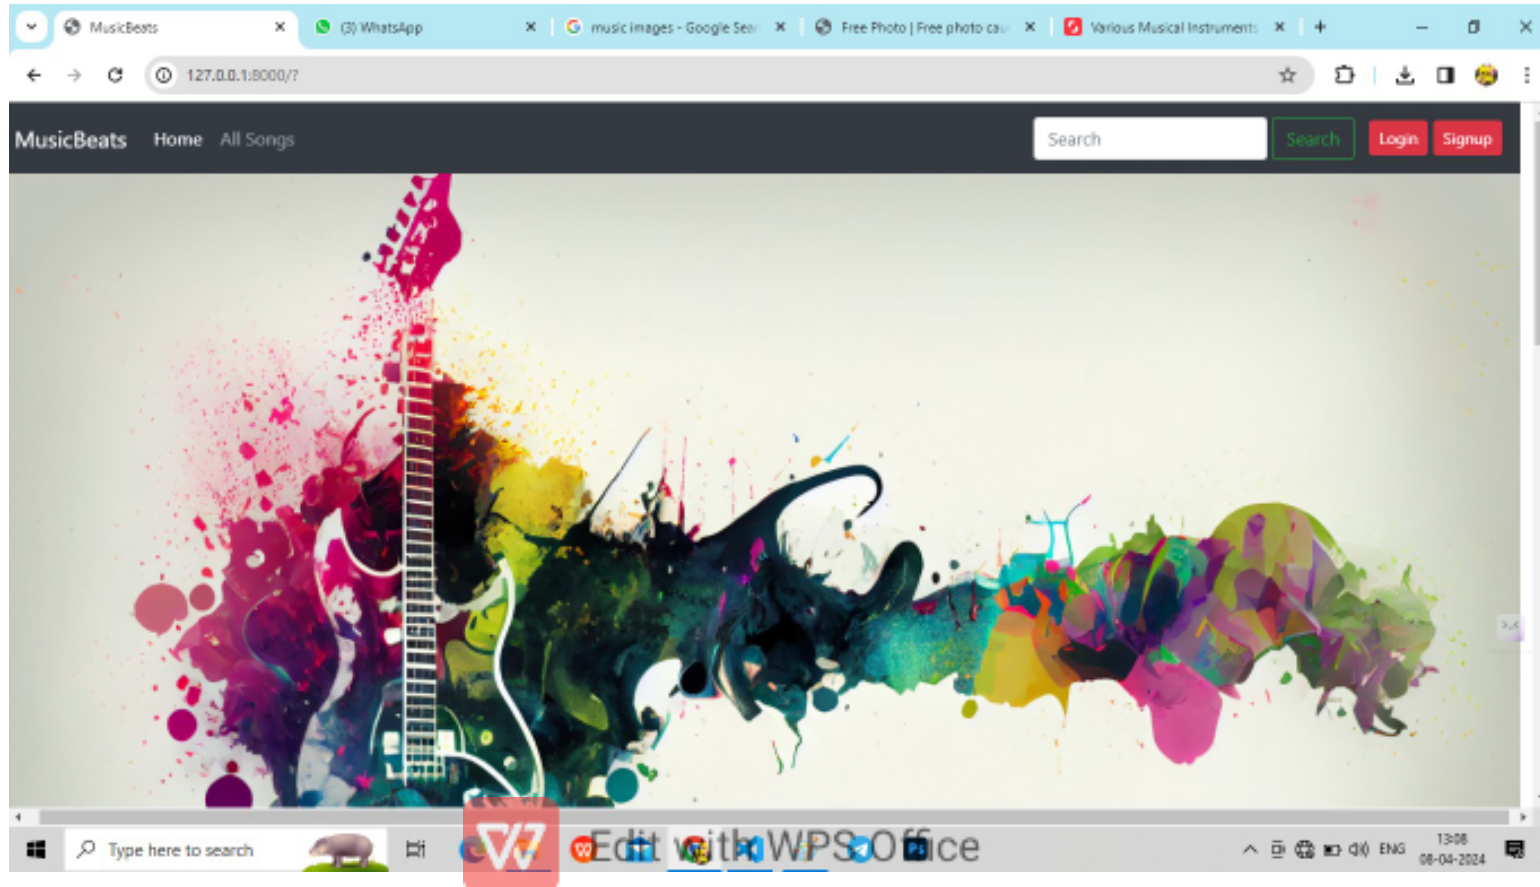 MusicBeats
(3) WhatsApp
music images - Google Sear
Free Photo | Free photo cau
Various Musical Instruments
127.0.0.1:8000/?
MusicBeats Home All Songs Search Search Login Signup
Type here to search
Edit with WPS Office
ENG
13:08
08-04-2024